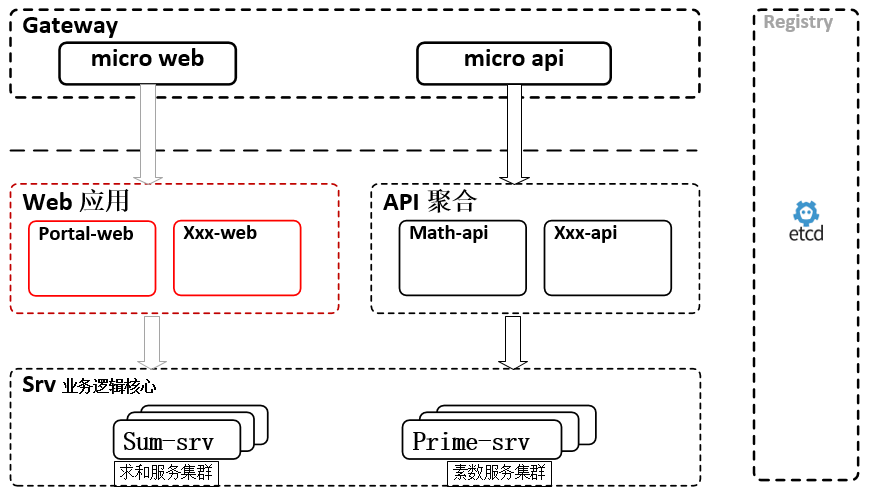 Gateway
micro web
micro api
Registry
Web 应用
Portal-web
Xxx-web
API 聚合
Math-api
Xxx-api
etcd
Srv 业务逻辑核心
Sum-srv
求和服务集群
Prime-srv
素数服务集群